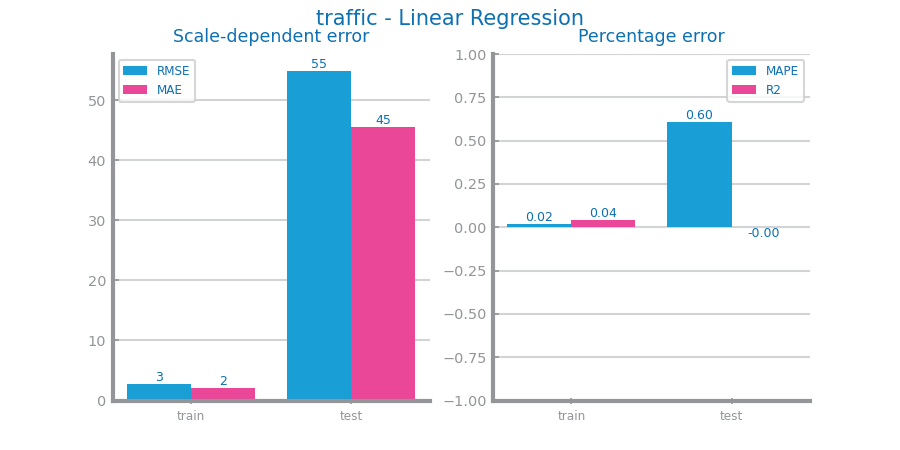 traffic - Linear Regression
Scale-dependent error
RMSE
MAE
50
40
30
20
10
0
3
2
55
45
train
test
Percentage error
MAPE
R2
1.00
0.75
0.50
0.25
0.00
−0.25
−0.50
−0.75
−1.00
0.02
0.04
0.60
-0.00
train
test